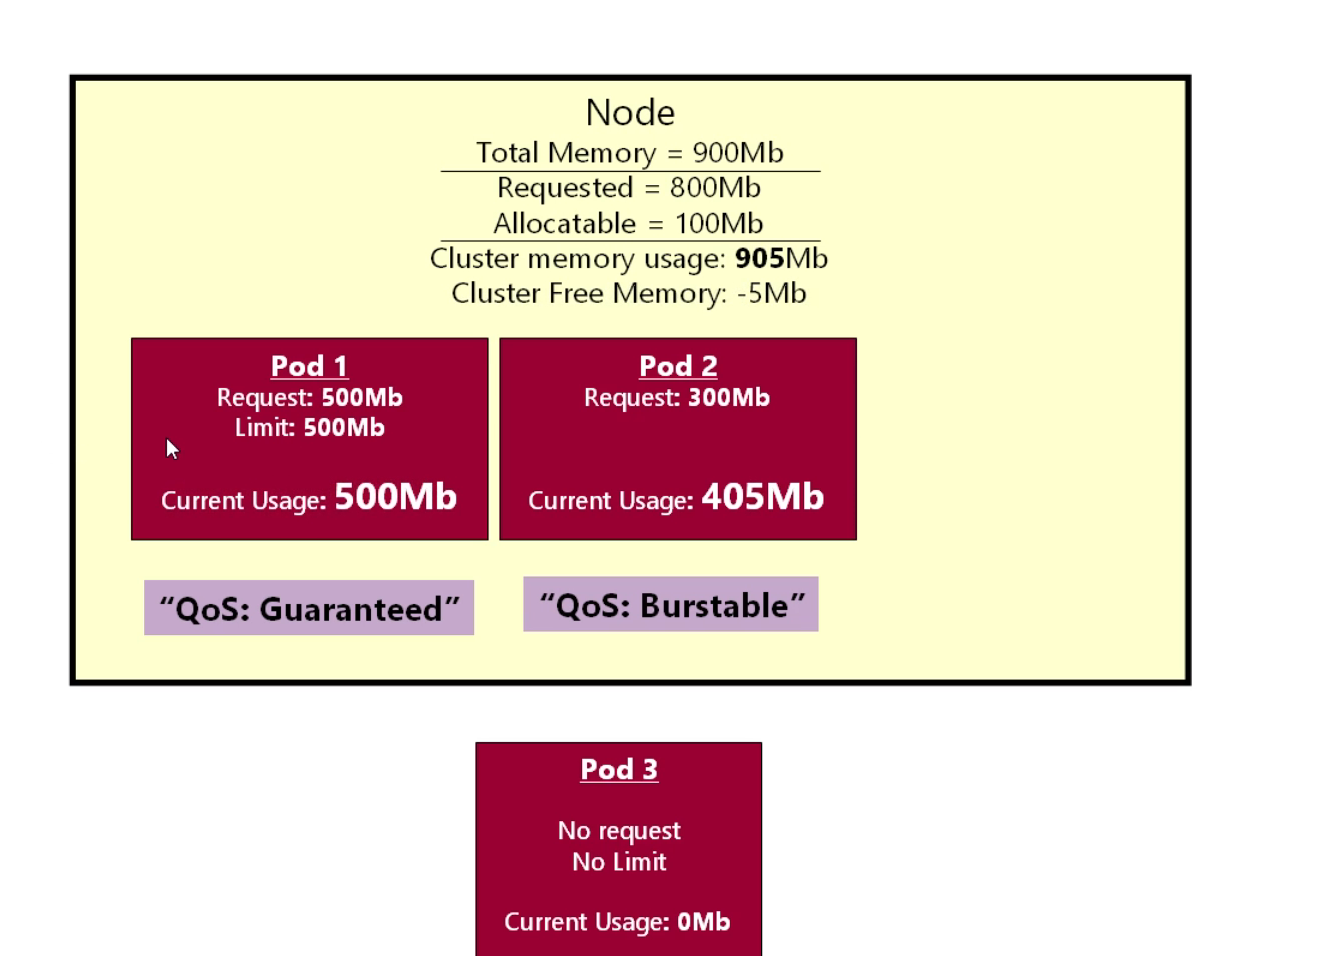 Node
Total Memory = 900Mb
Requested = 800Mb
Allocatable = 100Mb
Cluster memory usage: 905Mb
Cluster Free Memory: -5Mb
Pod 1
Request: 500Mb
Limit: 500Mb
Current Usage: 500Mb
Pod 2
Request: 300Mb
Current Usage: 405Mb
“QoS: Guaranteed”
“QoS: Burstable”
Pod 3
No request
No Limit
Current Usage: 0Mb